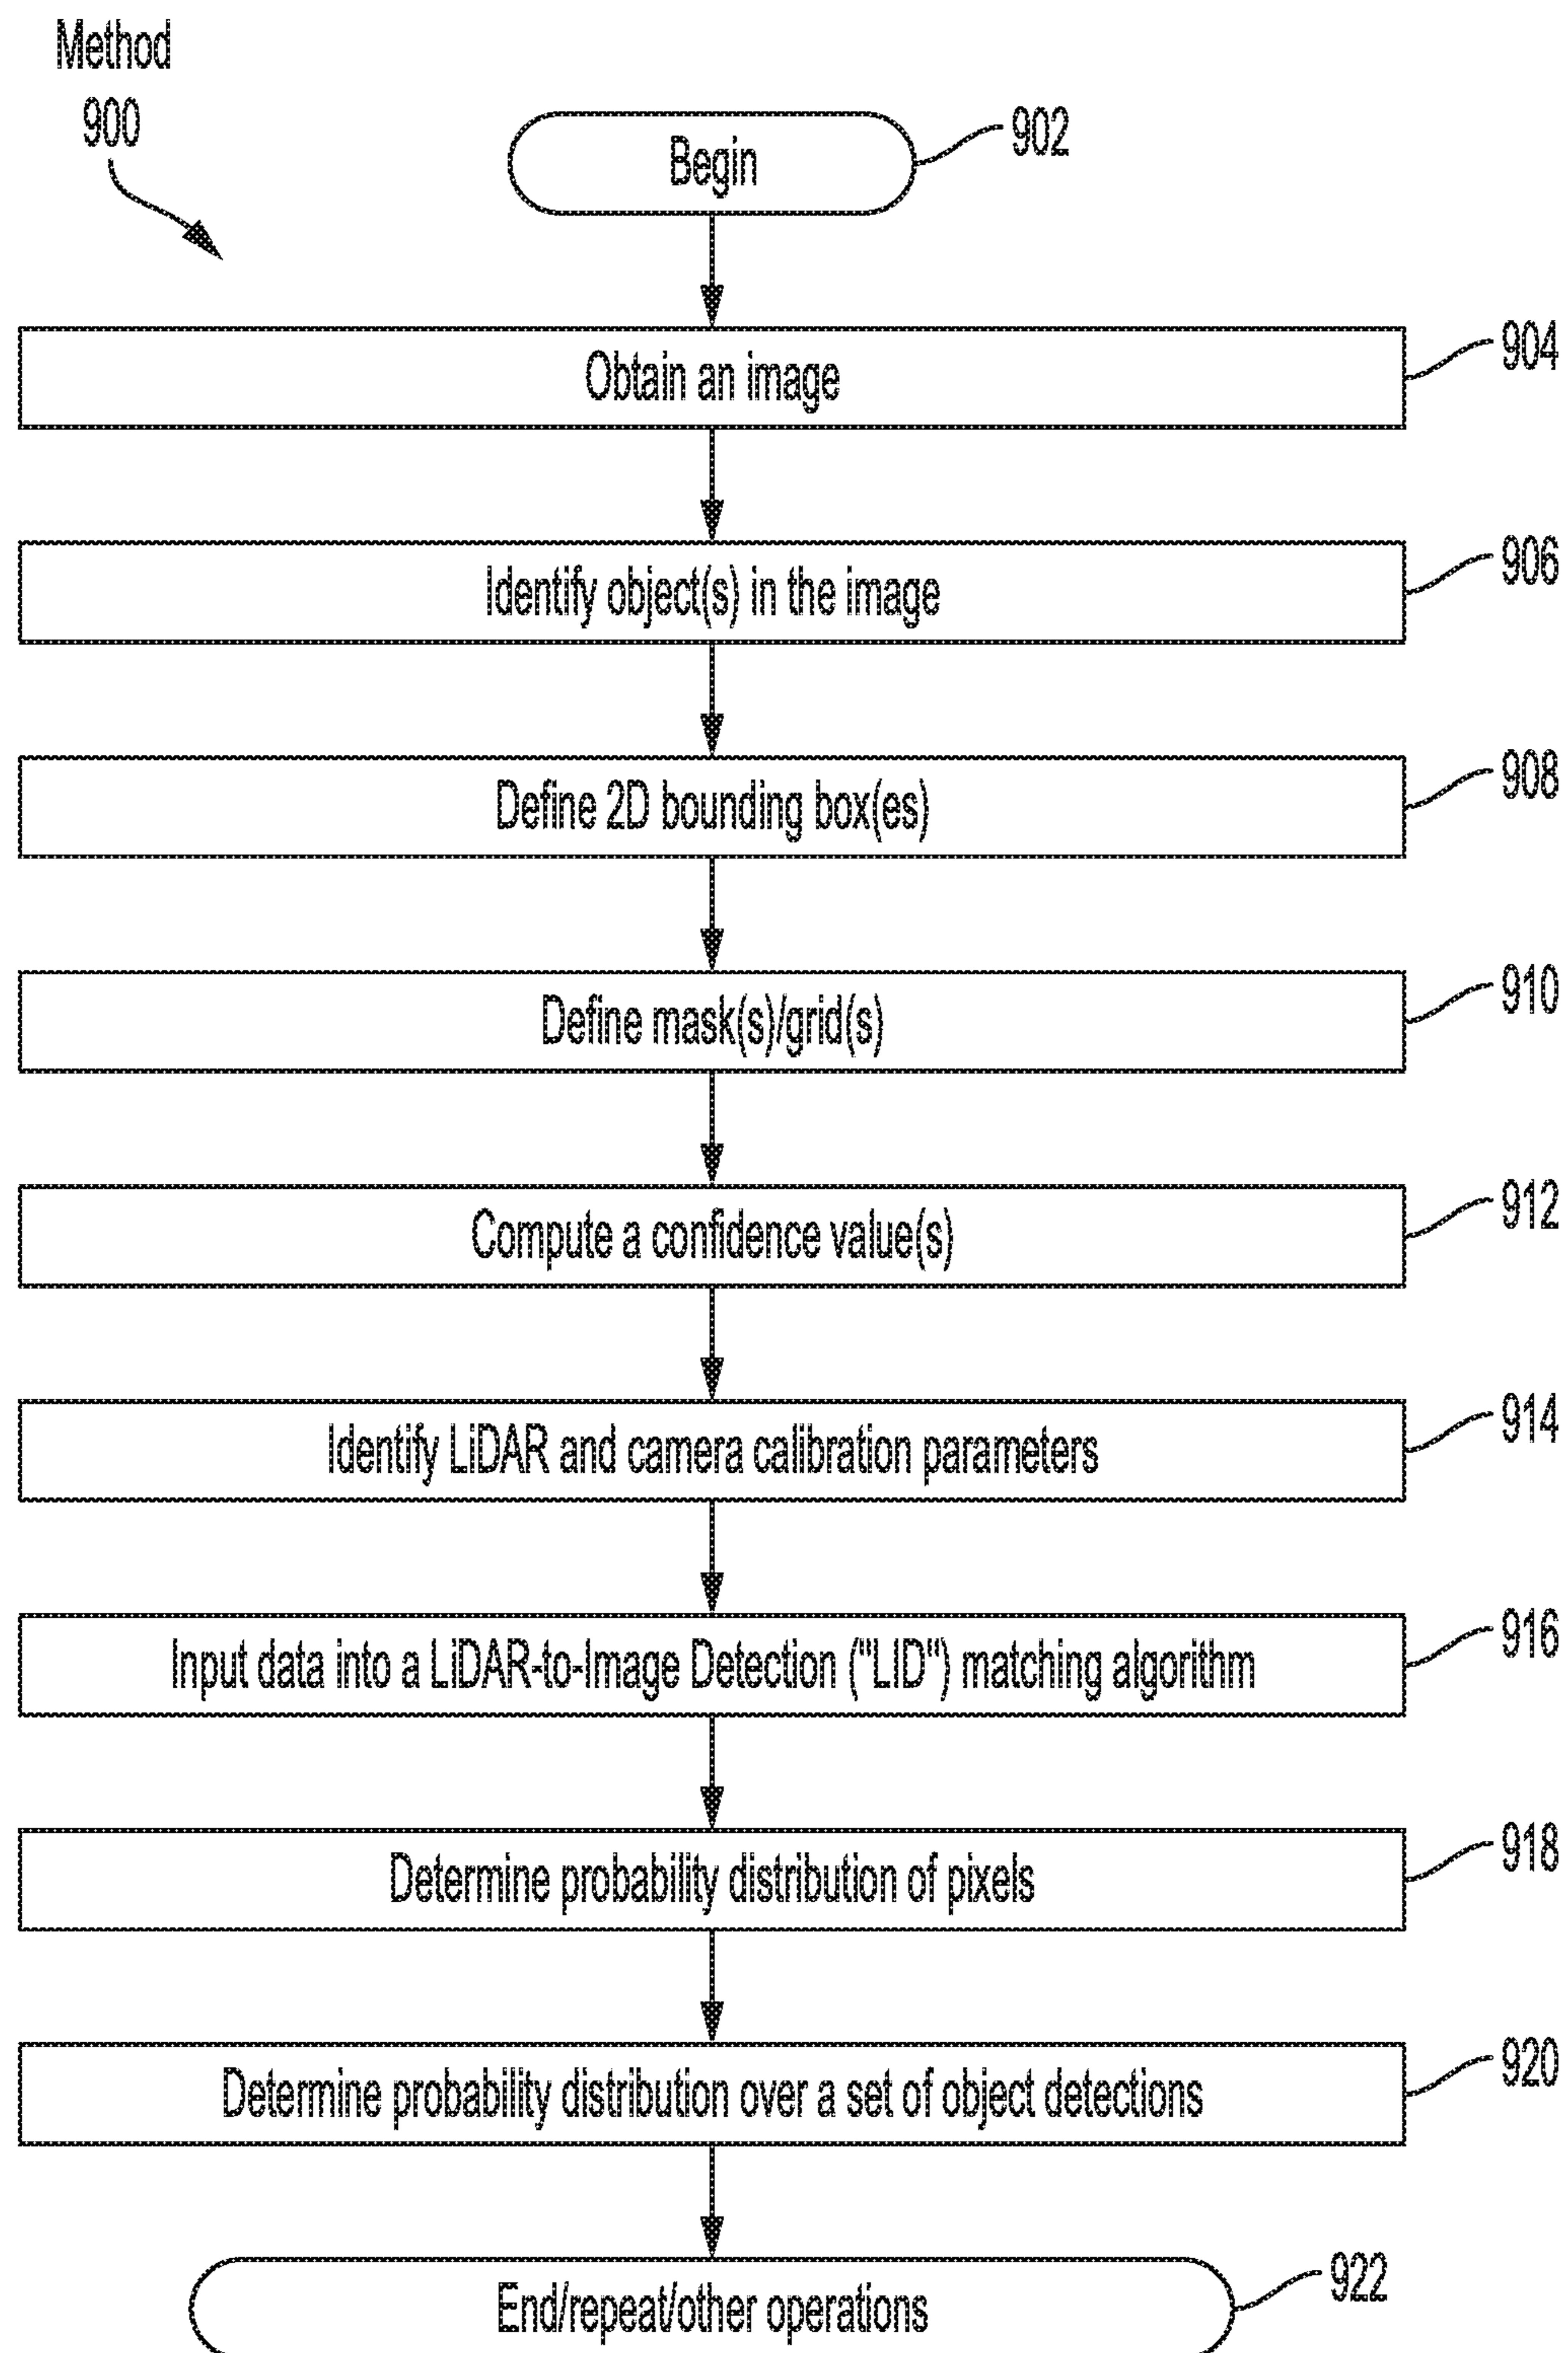 Method
900
Begin
902
Obtain an image
904
Identify object(s) in the image
906
Define 2D bounding box(es)
908
Define mask(s)/grid(s)
910
Compute a confidence value(s)
912
Identify LiDAR and camera calibration parameters
914
Input data into a LiDAR-to-Image Detection ("LID") matching algorithm
916
Determine probability distribution of pixels
918
Determine probability distribution over a set of object detections
920
End/repeat/other operations
922